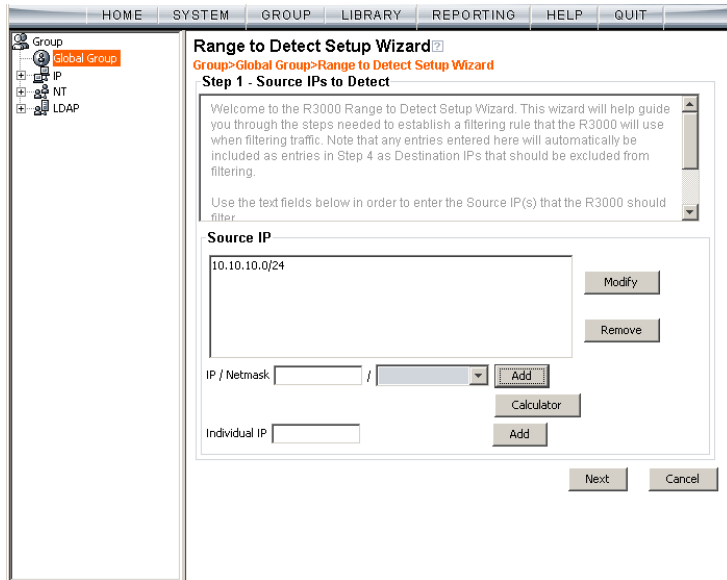 HOME SYSTEM GROUP LIBRARY REPORTING HELP QUIT
Group
Global Group
IP
NT
LDAP
Range to Detect Setup Wizard?
Group>Global Group>Range to Detect Setup Wizard
Step 1 - Source IPs to Detect
Welcome to the R3000 Range to Detect Setup Wizard. This wizard will help guide
you through the steps needed to establish a filtering rule that the R3000 will use
when filtering traffic. Note that any entries entered here will automatically be
included as entries in Step 4 as Destination IPs that should be excluded from
filtering.
Use the text fields below in order to enter the Source IP(s) that the R3000 should
filter
Source IP
10.10.10.0/24
Modify
Remove
IP / Netmask / Add
Calculator
Individual IP Add
Next Cancel